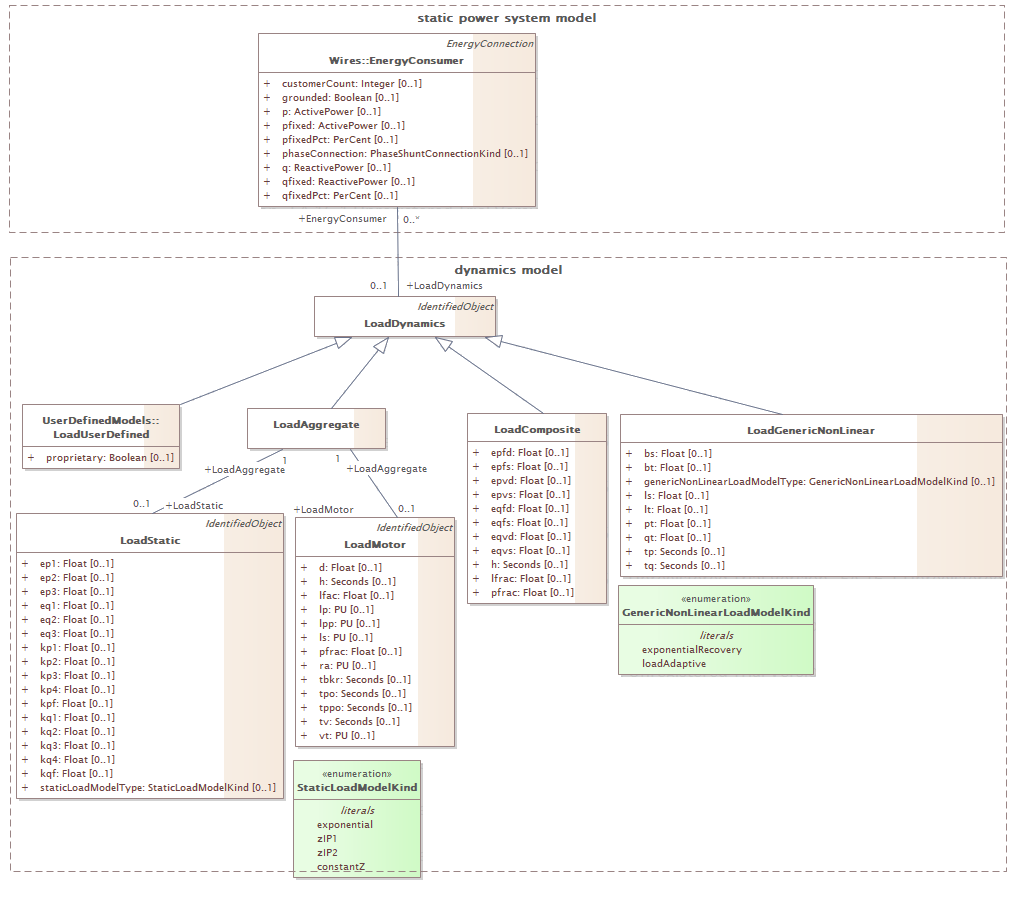 static power system model
EnergyConnection
Wires::EnergyConsumer
+ customerCount: Integer [0..1]
+ grounded: Boolean [0..1]
+ p: ActivePower [0..1]
+ pfixed: ActivePower [0..1]
+ pfixedPct: PerCent [0..1]
+ phaseConnection: PhaseShuntConnectionKind [0..1]
+ q: ReactivePower [0..1]
+ qfixed: ReactivePower [0..1]
+ qfixedPct: PerCent [0..1]
+EnergyConsumer 0..*
dynamics model
0..1 +LoadDynamics
IdentifiedObject
LoadDynamics
UserDefinedModels::
LoadUserDefined
+ proprietary: Boolean [0..1]
LoadAggregate
1
+LoadAggregate
1
+LoadAggregate
0..1
+LoadStatic
+LoadMotor
0..1
IdentifiedObject
LoadStatic
+ ep1: Float [0..1]
+ ep2: Float [0..1]
+ ep3: Float [0..1]
+ eq1: Float [0..1]
+ eq2: Float [0..1]
+ eq3: Float [0..1]
+ kp1: Float [0..1]
+ kp2: Float [0..1]
+ kp3: Float [0..1]
+ kp4: Float [0..1]
+ kpf: Float [0..1]
+ kq1: Float [0..1]
+ kq2: Float [0..1]
+ kq3: Float [0..1]
+ kq4: Float [0..1]
+ kqf: Float [0..1]
+ staticLoadModelType: StaticLoadModelKind [0..1]
IdentifiedObject
LoadMotor
+ d: Float [0..1]
+ h: Seconds [0..1]
+ lfac: Float [0..1]
+ lp: PU [0..1]
+ lpp: PU [0..1]
+ ls: PU [0..1]
+ pfrac: Float [0..1]
+ ra: PU [0..1]
+ tbkr: Seconds [0..1]
+ tpo: Seconds [0..1]
+ tppo: Seconds [0..1]
+ tv: Seconds [0..1]
+ vt: PU [0..1]
«enumeration»
StaticLoadModelKind
literals
exponential
zIP1
zIP2
constantZ
LoadComposite
+ epfd: Float [0..1]
+ epfs: Float [0..1]
+ epvd: Float [0..1]
+ epvs: Float [0..1]
+ eqfd: Float [0..1]
+ eqfs: Float [0..1]
+ eqvd: Float [0..1]
+ eqvs: Float [0..1]
+ h: Seconds [0..1]
+ lfrac: Float [0..1]
+ pfrac: Float [0..1]
LoadGenericNonLinear
+ bs: Float [0..1]
+ bt: Float [0..1]
+ genericNonLinearLoadModelType: GenericNonLinearLoadModelKind [0..1]
+ ls: Float [0..1]
+ lt: Float [0..1]
+ pt: Float [0..1]
+ qt: Float [0..1]
+ tp: Seconds [0..1]
+ tq: Seconds [0..1]
«enumeration»
GenericNonLinearLoadModelKind
literals
exponentialRecovery
loadAdaptive